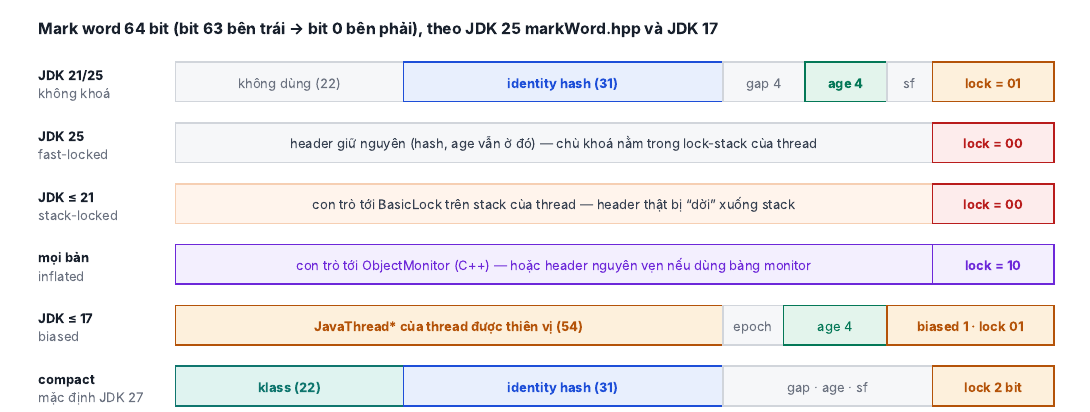 Mark word 64 bit (bit 63 bên trái → bit 0 bên phải), theo JDK 25 markWord.hpp và JDK 17
JDK 21/25
không khoá
không dùng (22)
identity hash (31)
gap 4
age 4
sf
lock = 01
JDK 25
fast-locked
header giữ nguyên (hash, age vẫn ở đó) — chủ khoá nằm trong lock-stack của thread
lock = 00
JDK ≤ 21
stack-locked
con trỏ tới BasicLock trên stack của thread — header thật bị “dời” xuống stack
lock = 00
mọi bản
inflated
con trỏ tới ObjectMonitor (C++) — hoặc header nguyên vẹn nếu dùng bảng monitor
lock = 10
JDK ≤ 17
biased
JavaThread* của thread được thiên vị (54)
epoch
age 4
biased 1 · lock 01
compact
mặc định JDK 27
klass (22)
identity hash (31)
gap · age · sf
lock 2 bit